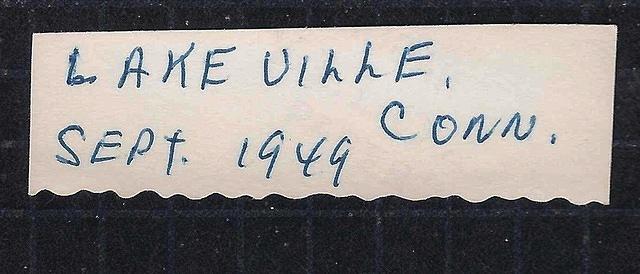 LAKEVILLE,
CONN.
SEPT. 1949